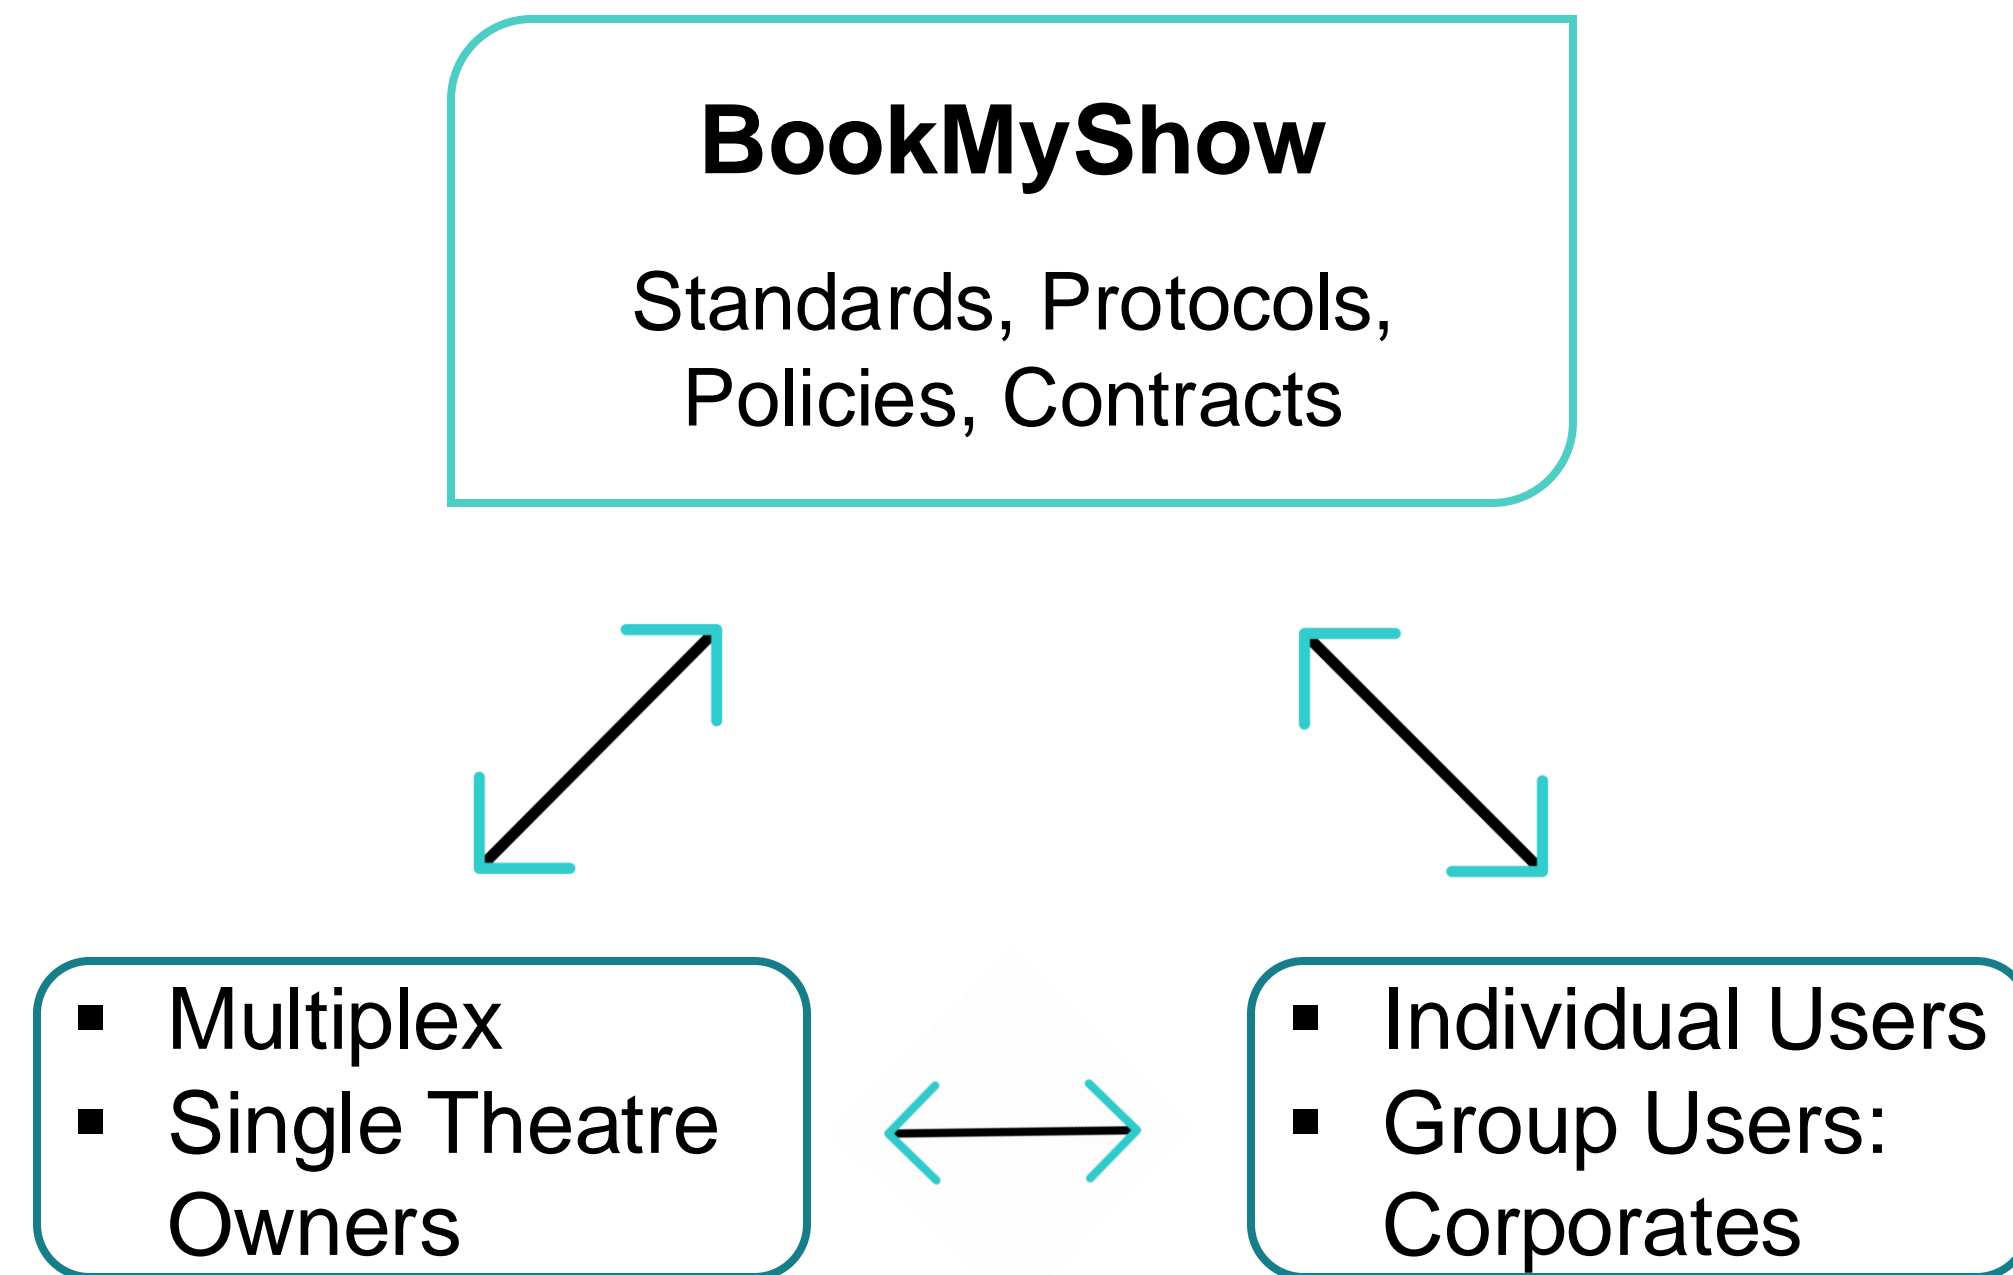 BookMyShow
Standards, Protocols,
Policies, Contracts
▪ Multiplex
▪ Single Theatre
Owners
▪ Individual Users
▪ Group Users:
Corporates